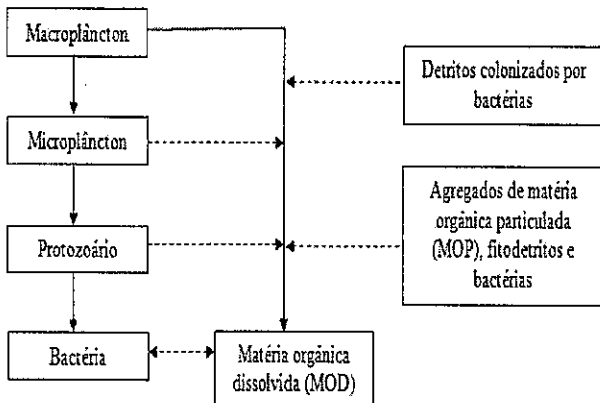 Macroplâncton
Detritos colonizados por
bactérias
Microplâncton
Agregados de matéria
orgânica particulada
(MOP), fitodetritos e
bactérias
Protozoário
Bactéria
Matéria orgânica
dissolvida (MOD)